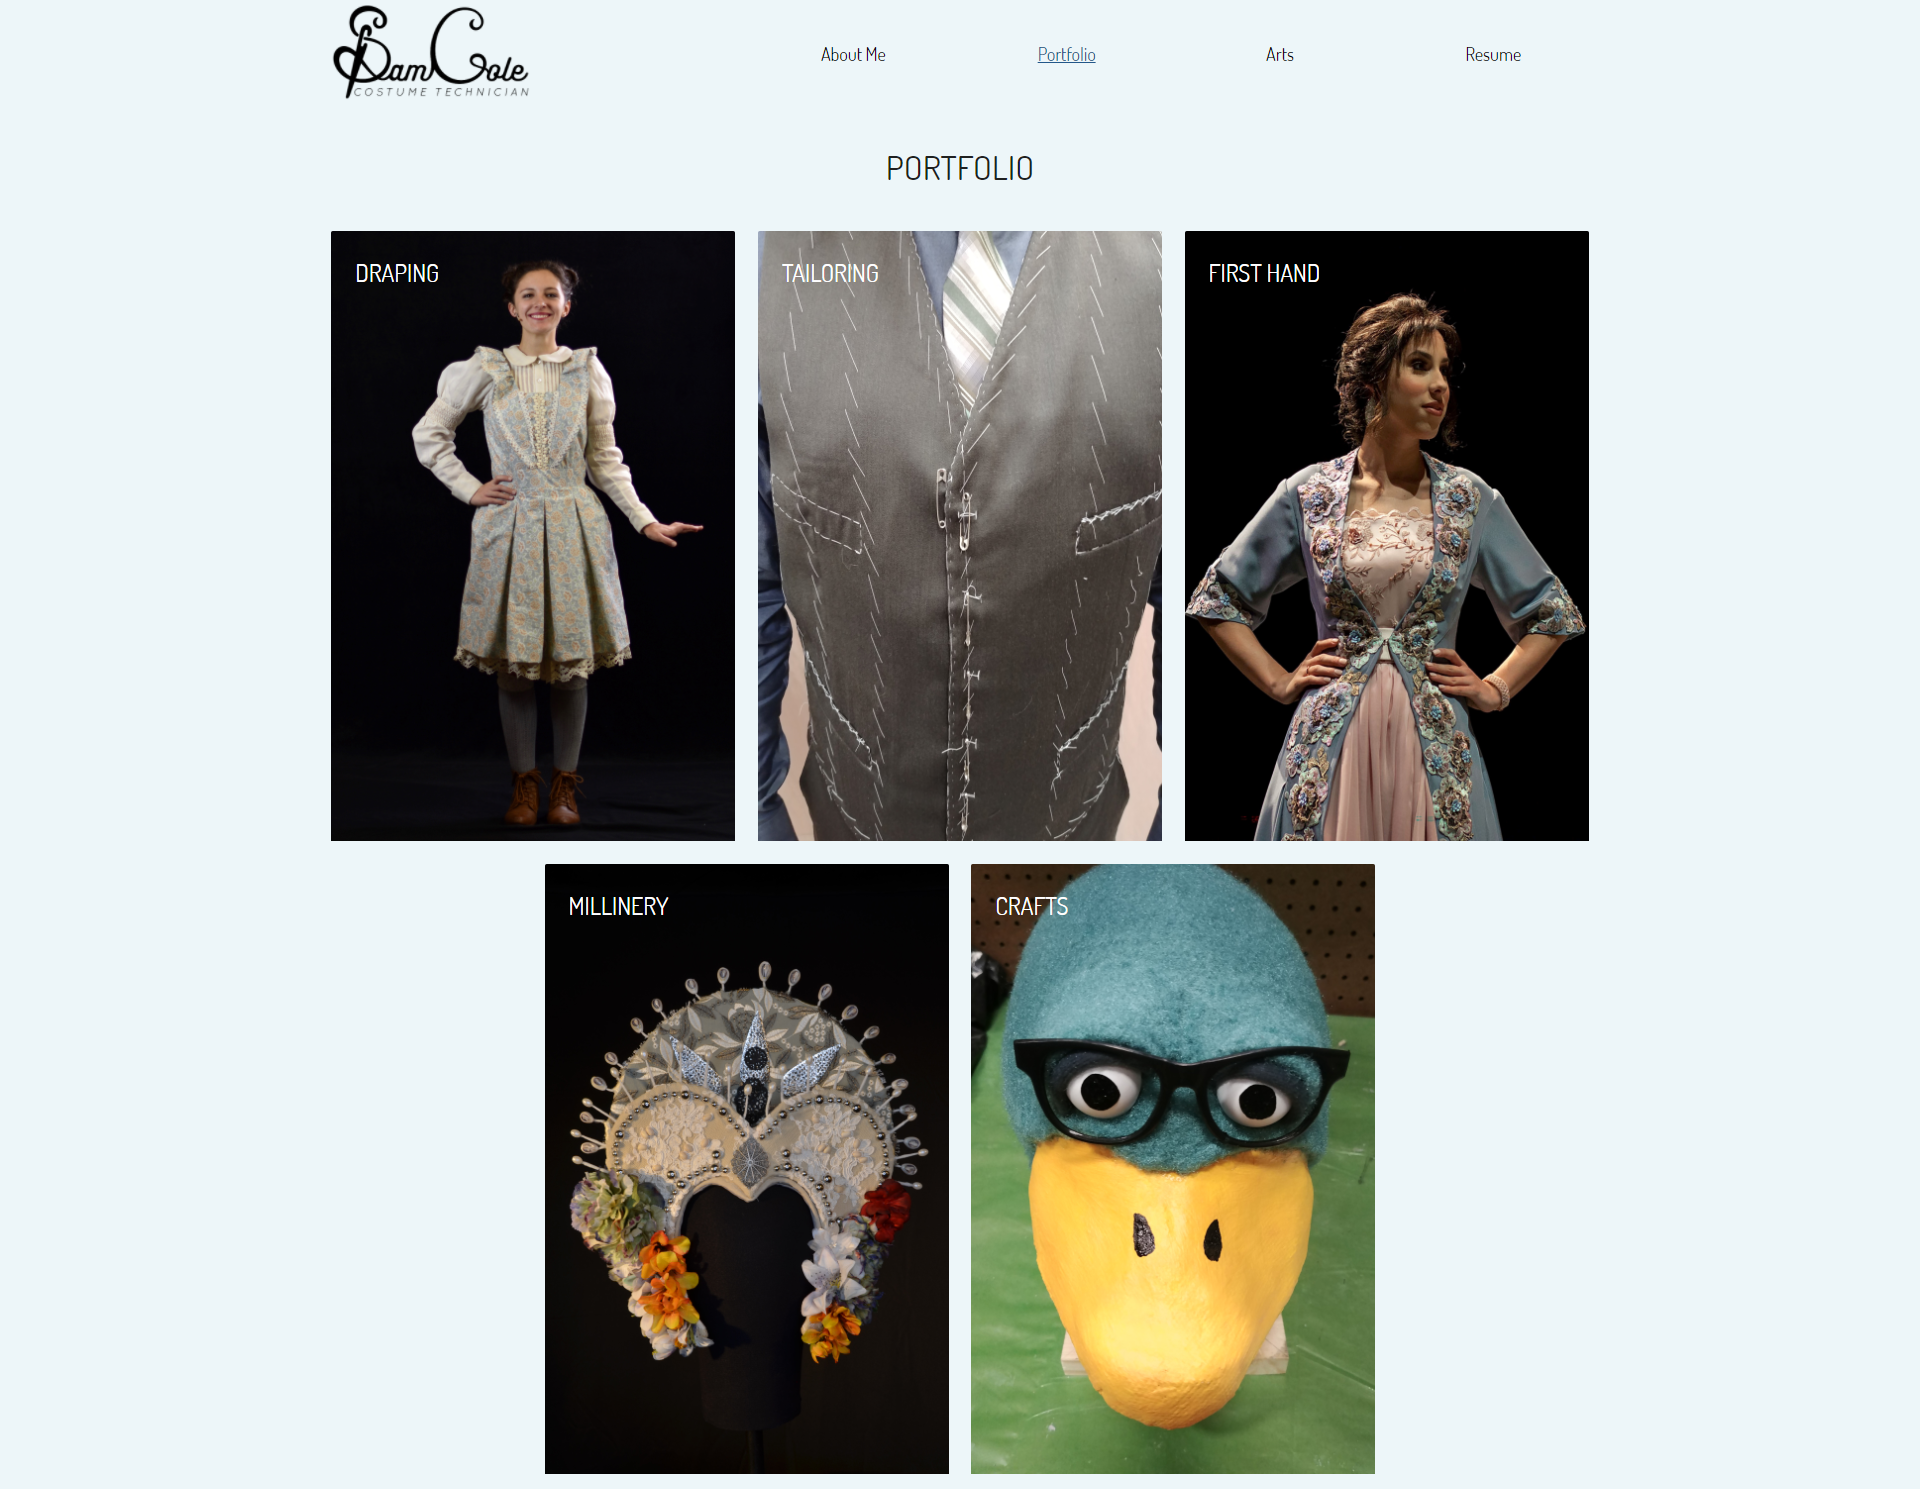 Sam Cole
COSTUME TECHNICIAN
About Me
Portfolio
Arts
Resume
PORTFOLIO
DRAPING
TAILORING
FIRST HAND
MILLINERY
CRAFTS